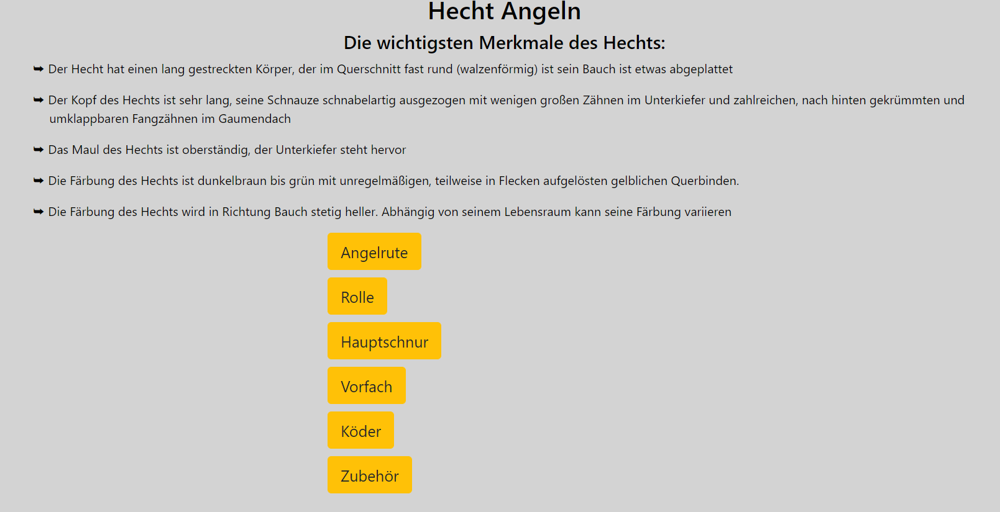 Hecht Angeln
Die wichtigsten Merkmale des Hechts:
➥ Der Hecht hat einen lang gestreckten Körper, der im Querschnitt fast rund (walzenförmig) ist sein Bauch ist etwas abgeplattet
➥ Der Kopf des Hechts ist sehr lang, seine Schnauze schnabelartig ausgezogen mit wenigen großen Zähnen im Unterkiefer und zahlreichen, nach hinten gekrümmten und
umklappbaren Fangzähnen im Gaumendach
➥ Das Maul des Hechts ist oberständig, der Unterkiefer steht hervor
➥ Die Färbung des Hechts ist dunkelbraun bis grün mit unregelmäßigen, teilweise in Flecken aufgelösten gelblichen Querbinden.
➥ Die Färbung des Hechts wird in Richtung Bauch stetig heller. Abhängig von seinem Lebensraum kann seine Färbung variieren
Angelrute
Rolle
Hauptschnur
Vorfach
Köder
Zubehör